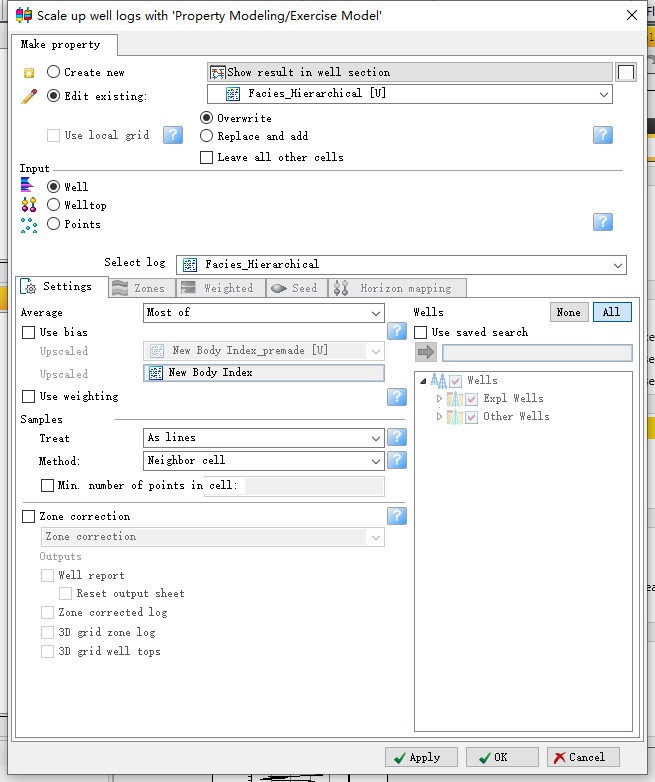 Scale up well logs with 'Property Modeling/Exercise Model'
Make property
Create new
Show result in well section
Edit existing:
Facies_Hierarchical [U]
Overwrite
Use local grid
?
Replace and add
?
Leave all other cells
Input
Well
Welltop
Points
?
Select log
Facies_Hierarchical
Settings
Zones
Weighted
Seed
Horizon mapping
Average
Most of
Wells
None
All
Use bias
?
Use saved search
Upscaled
New Body Index_premade [U]
Upscaled
New Body Index
Wells
Use weighting
?
Expl Wells
Samples
Other Wells
Treat
As lines
?
Method:
Neighbor cell
?
Min. number of points in cell:
Zone correction
?
Zone correction
Outputs
Well report
Reset output sheet
Zone corrected log
3D grid zone log
3D grid well tops
Apply
OK
Cancel